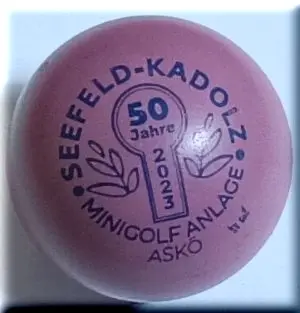 • SEEFELD-KADOLZ •
50
Jahre
2023
MINIGOLF ANLAGE
ASKÖ